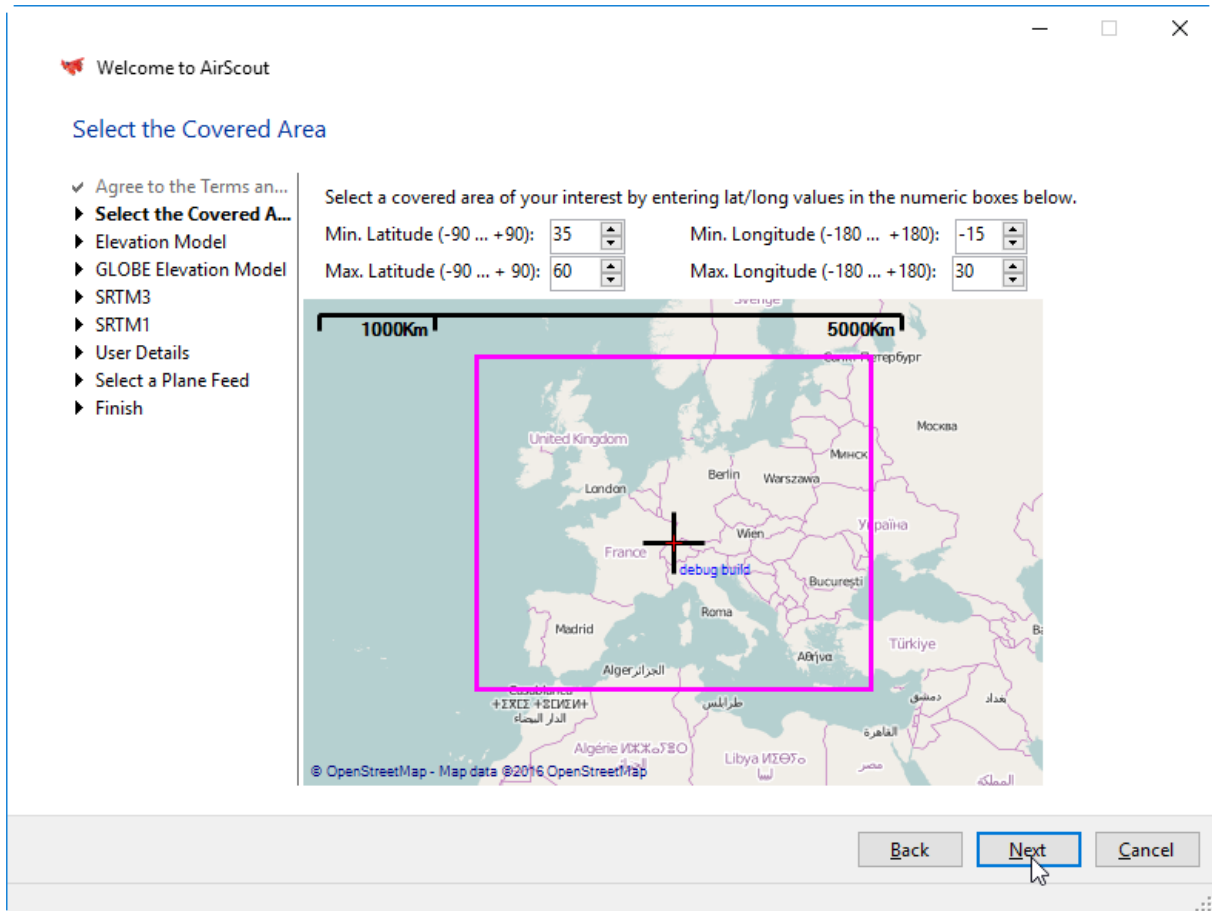 Welcome to AirScout
Select the Covered Area
Agree to the Terms an...
Select the Covered A...
Elevation Model
GLOBE Elevation Model
SRTM3
SRTM1
User Details
Select a Plane Feed
Finish
Select a covered area of your interest by entering lat/long values in the numeric boxes below.
Min. Latitude (-90 ... +90): 35 Min. Longitude (-180 ... +180): -15
Max. Latitude (-90 ... + 90): 60 Max. Longitude (-180 ... +180): 30
Sverige
1000Km 5000Km
Санкт-Петербург
Москва
United Kingdom
Минск
Berlin
Warszawa
London
Україна
Wien
France
debug build
București
Roma
Madrid
Türkiye
Αθήνα
Alger الجزائر
Casablanca
الدار البيضاء
طرابلس
دمشق
بغداد
القاهرة
Algérie
Libya
ليبيا
مصر
المملكة
© OpenStreetMap - Map data ©2016 OpenStreetMap
Back Next Cancel